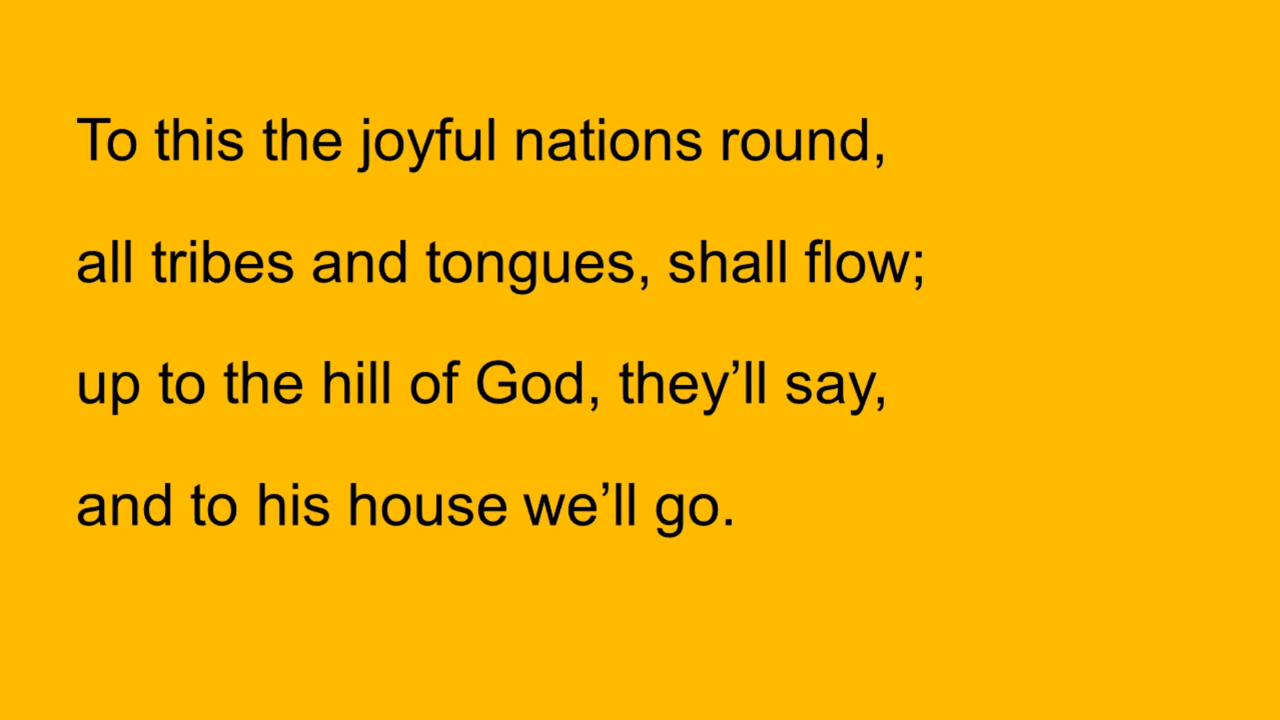 To this the joyful nations round,
all tribes and tongues, shall flow;
up to the hill of God, they’ll say,
and to his house we’ll go.